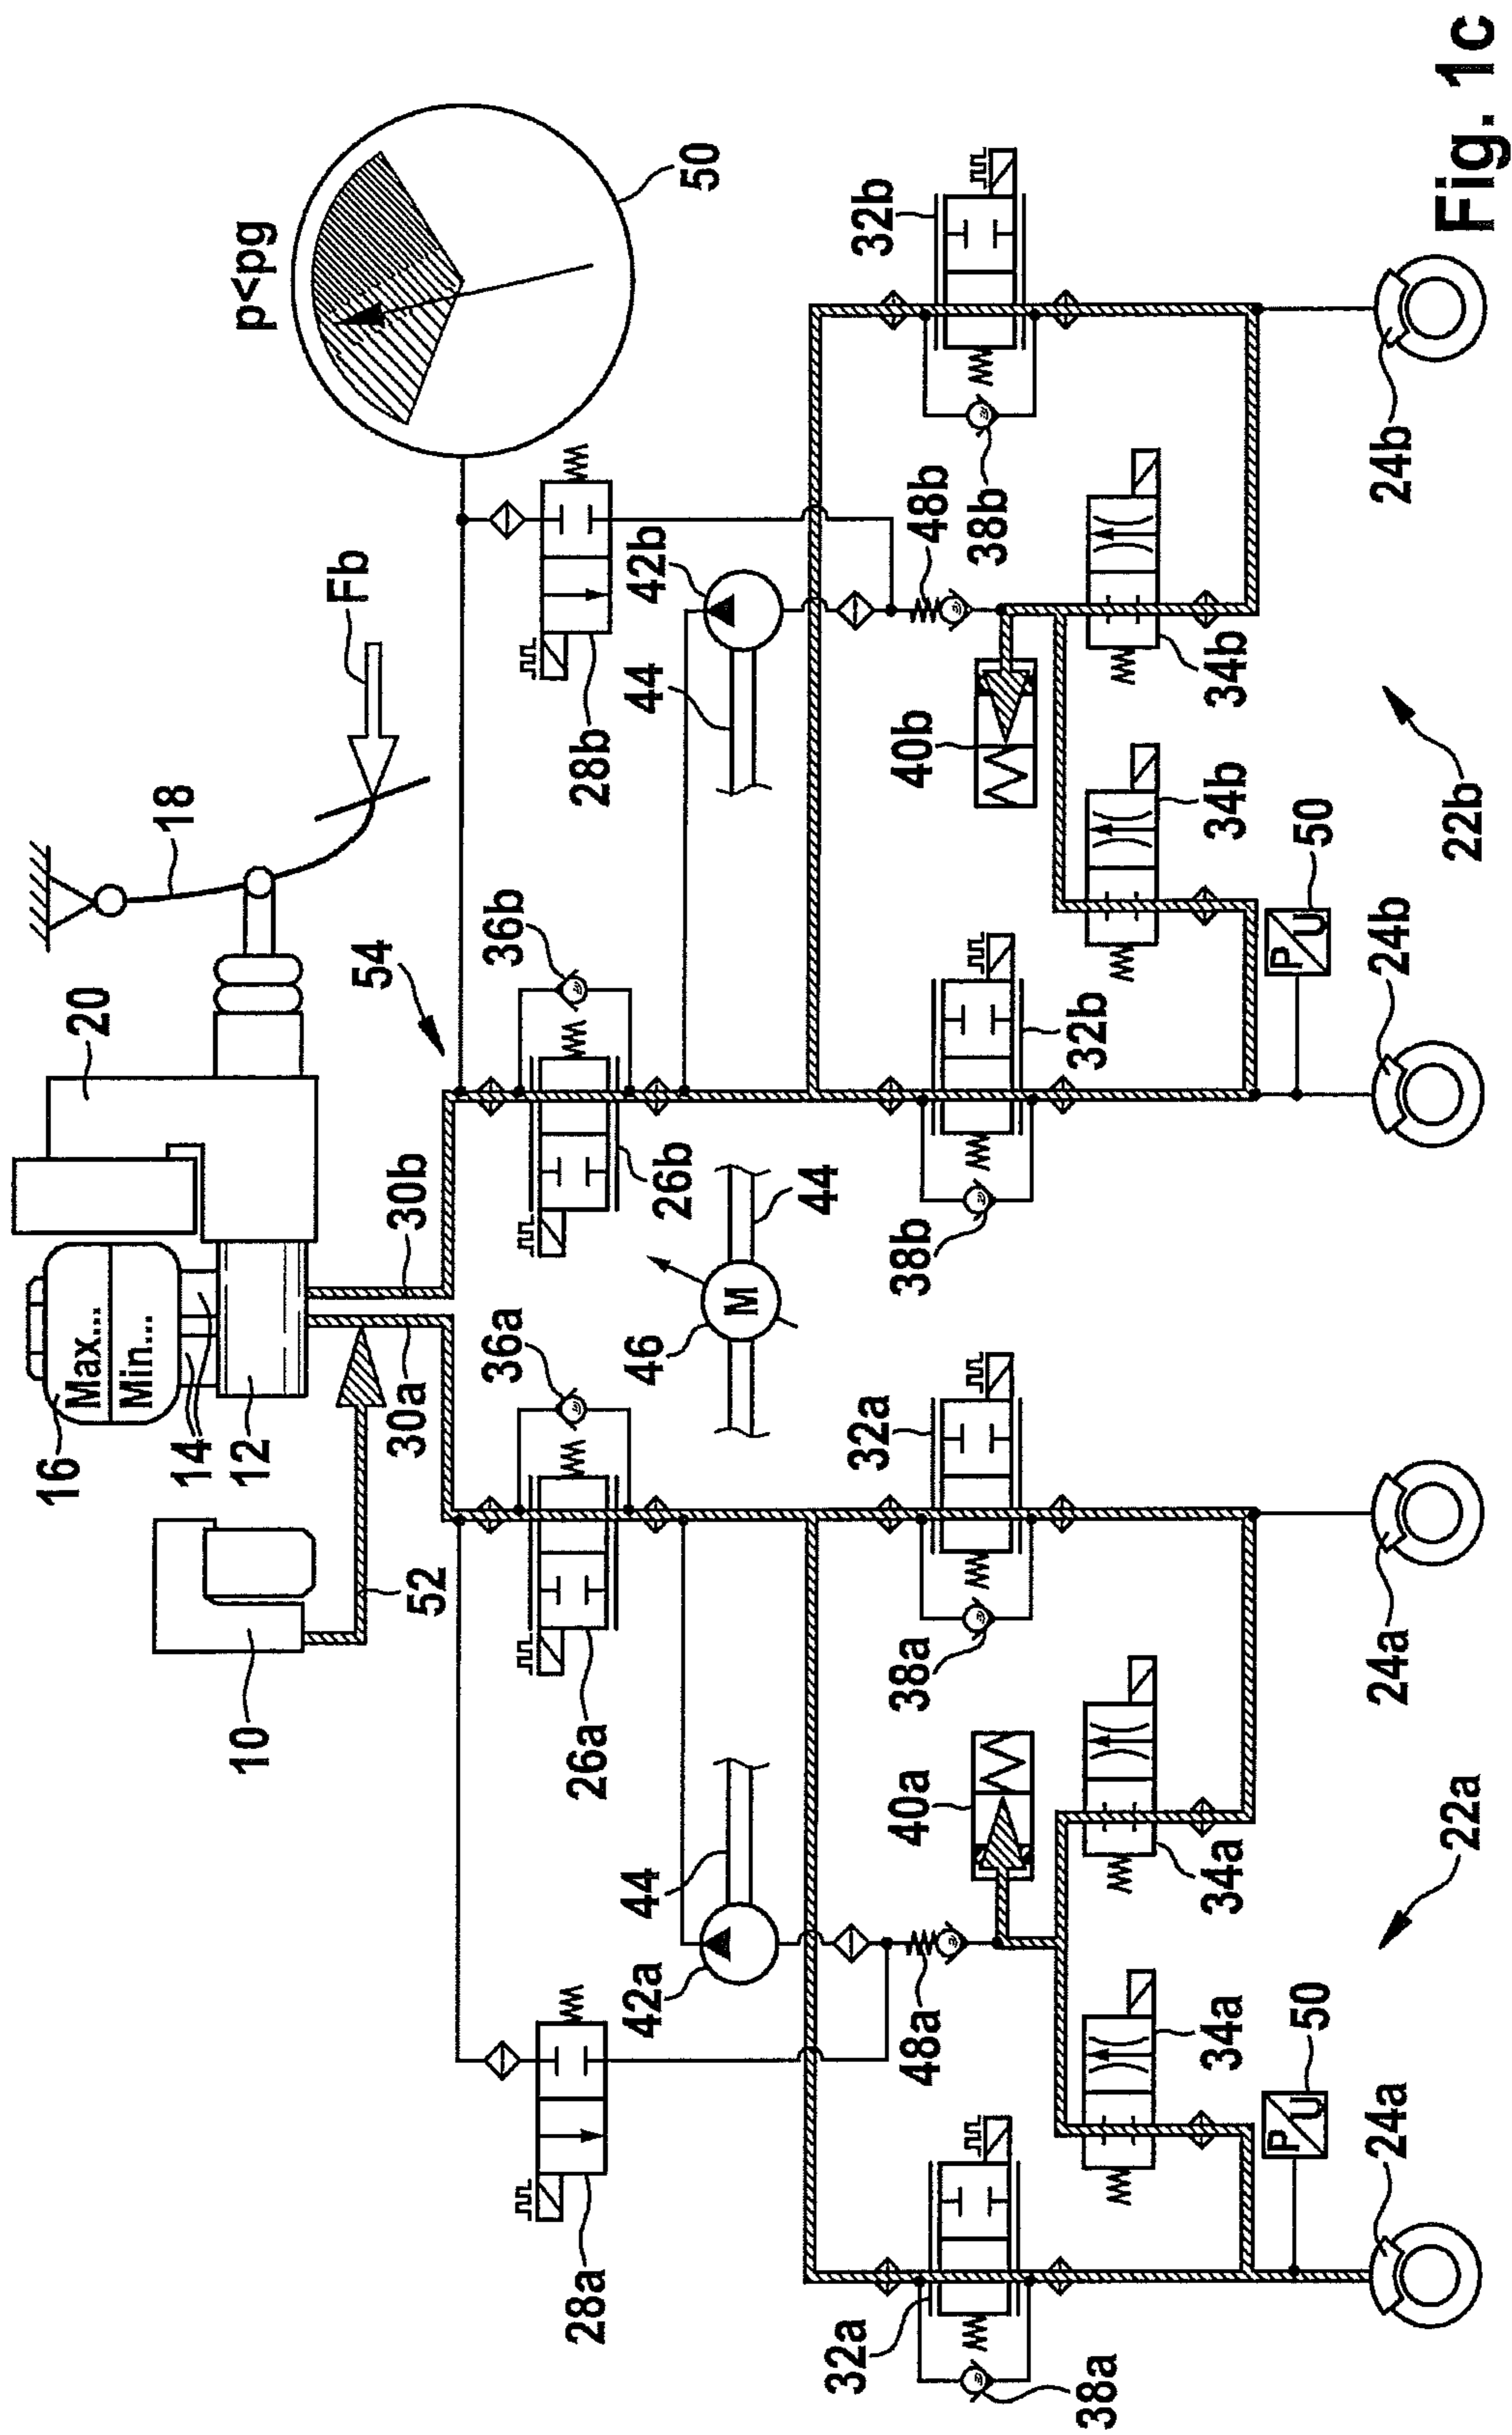 16
Max...
Min...
14
12
10
52
30a
30b
20
18
Fb
p<pg
50
54
36a
36b
26a
26b
28a
28b
42a
42b
44
44
44
46
M
32a
32a
32b
32b
38a
38a
38b
38b
40a
40b
48a
48b
34a
34a
34b
34b
50
P
U
50
P
U
24a
24a
24b
24b
22a
22b
Fig. 1c